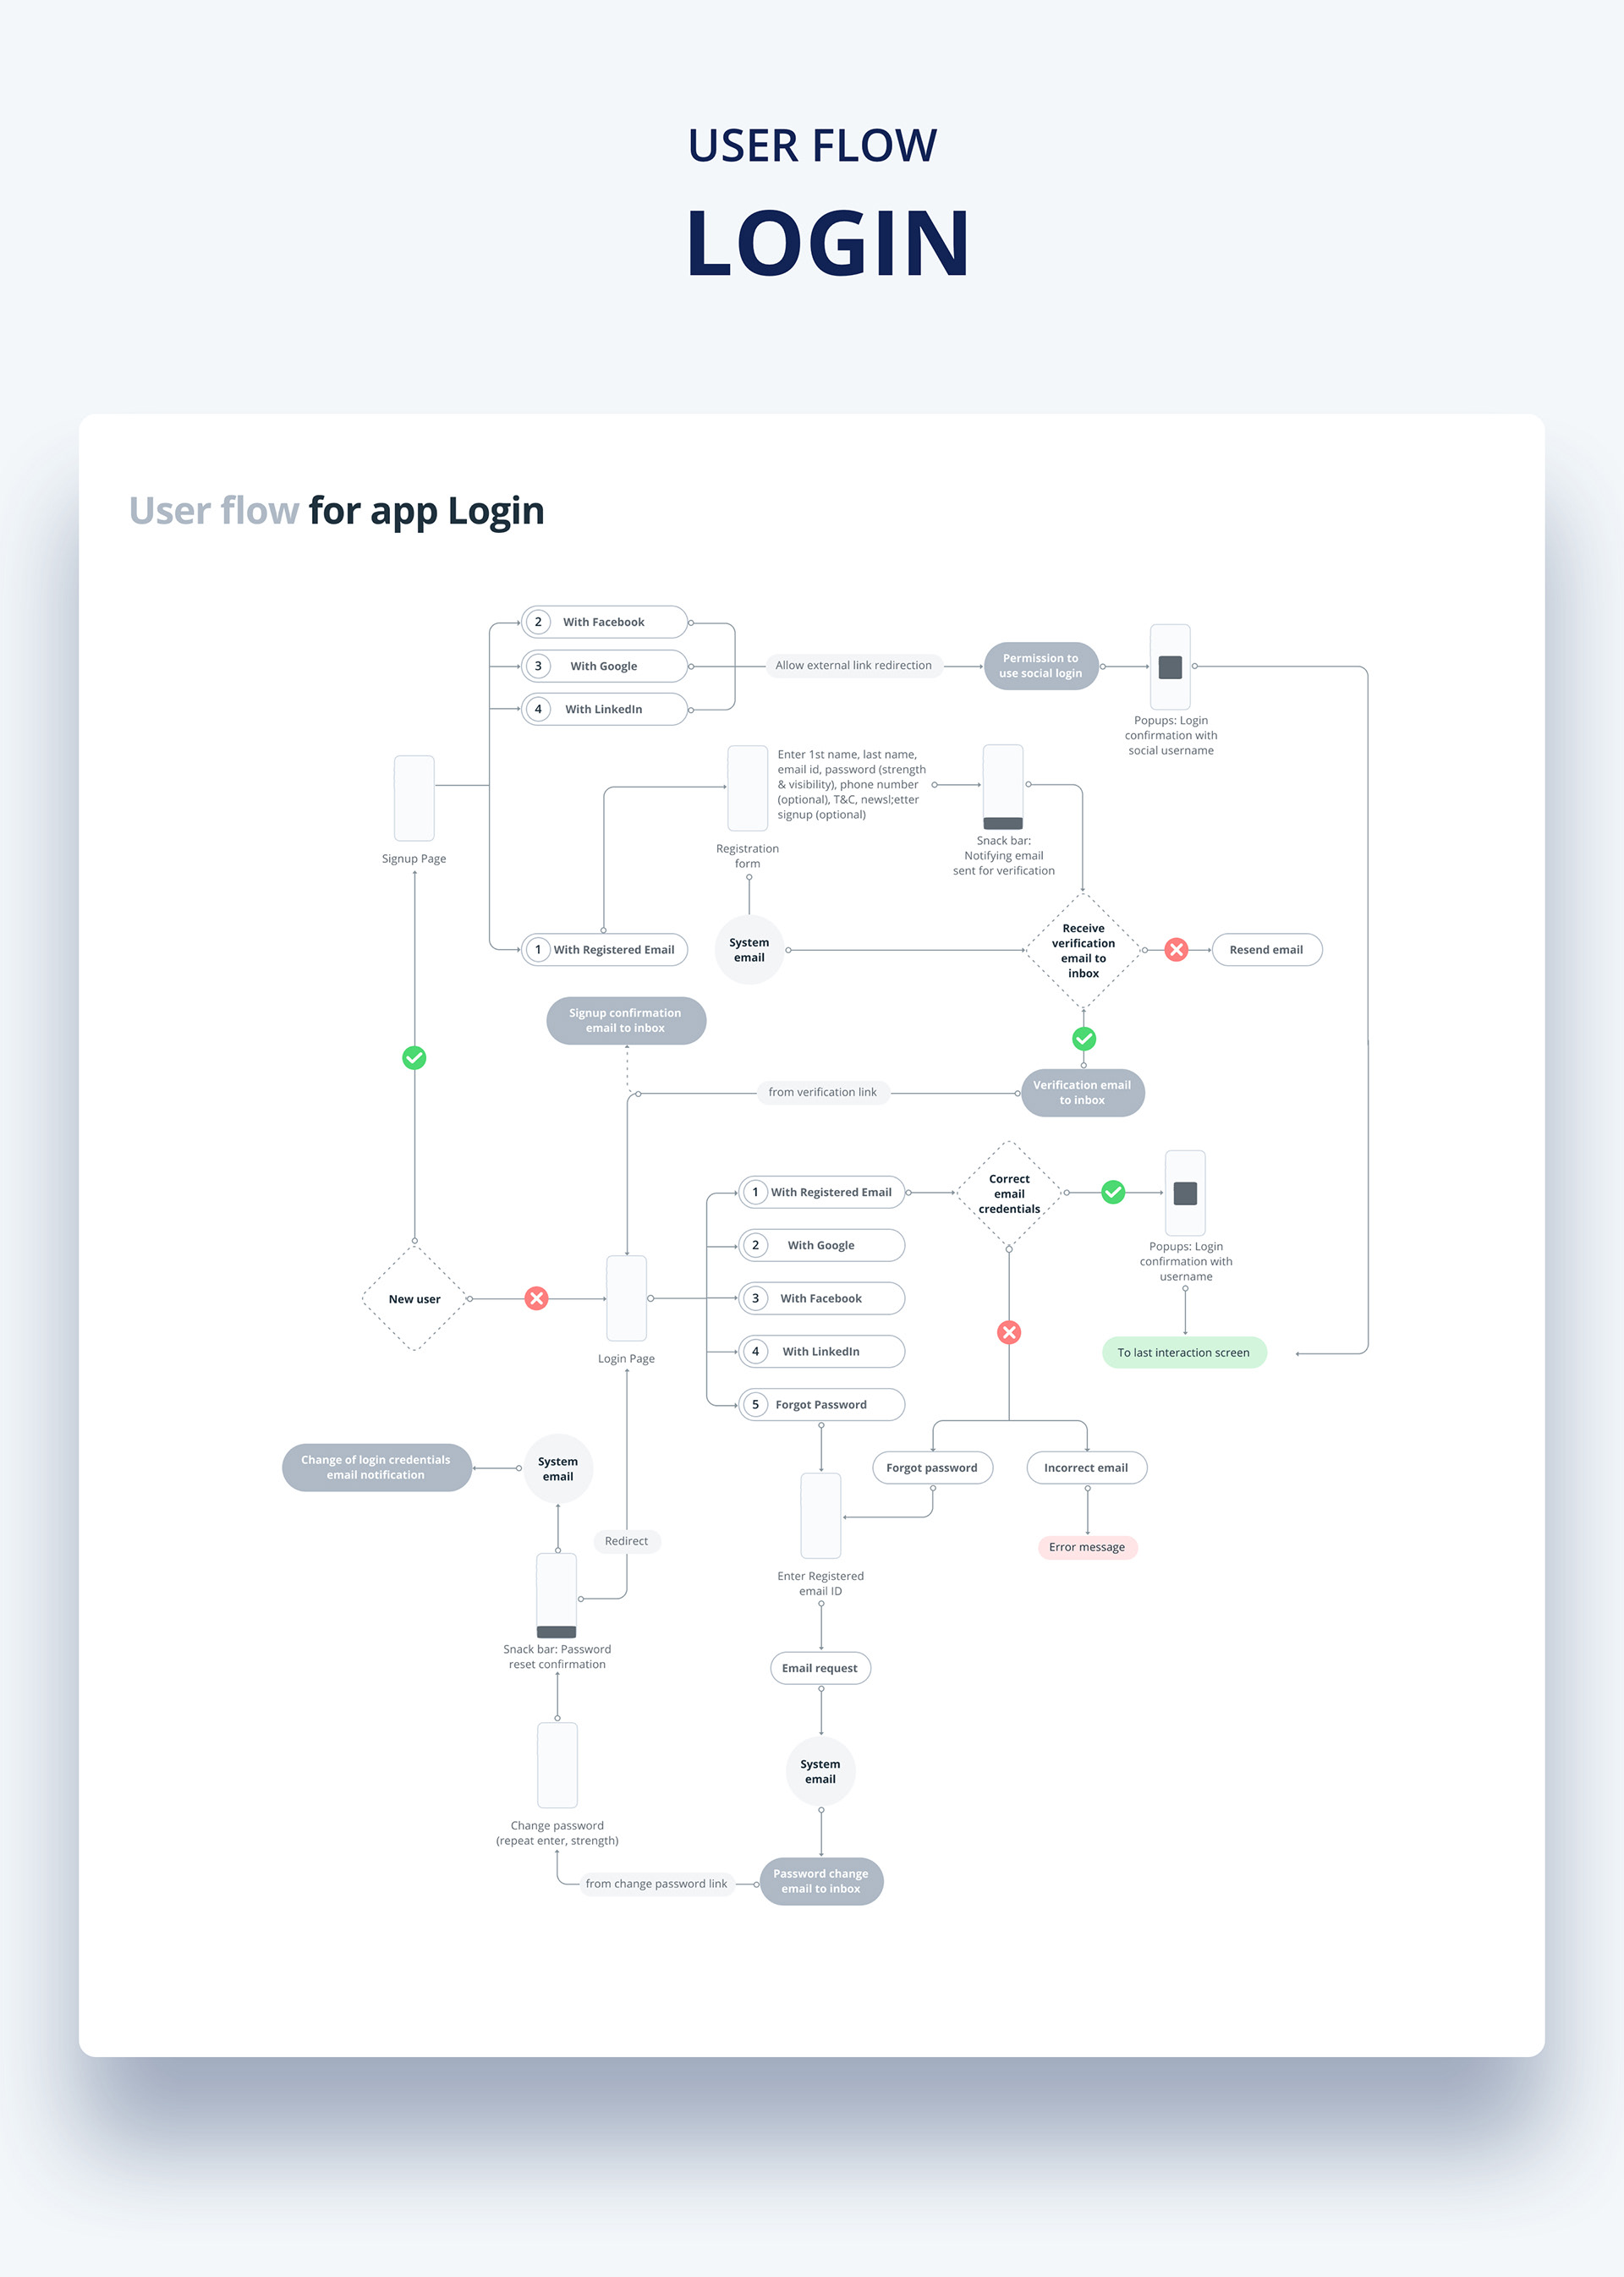 USER FLOW
LOGIN
User flow for app Login
2 With Facebook
3 With Google
4 With LinkedIn
Allow external link redirection
Permission to
use social login
Popups: Login
confirmation with
social username
Signup Page
Enter 1st name, last name,
email id, password (strength
& visibility), phone number
(optional), T&C, newsl;etter
signup (optional)
Registration
form
Snack bar:
Notifying email
sent for verification
1 With Registered Email
System
email
Receive
verification
email to
inbox
Resend email
Signup confirmation
email to inbox
from verification link
Verification email
to inbox
New user
Login Page
1 With Registered Email
2 With Google
3 With Facebook
4 With LinkedIn
5 Forgot Password
Correct
email
credentials
Popups: Login
confirmation with
username
To last interaction screen
Forgot password
Incorrect email
Error message
Change of login credentials
email notification
System
email
Redirect
Snack bar: Password
reset confirmation
Enter Registered
email ID
Email request
System
email
Change password
(repeat enter, strength)
from change password link
Password change
email to inbox